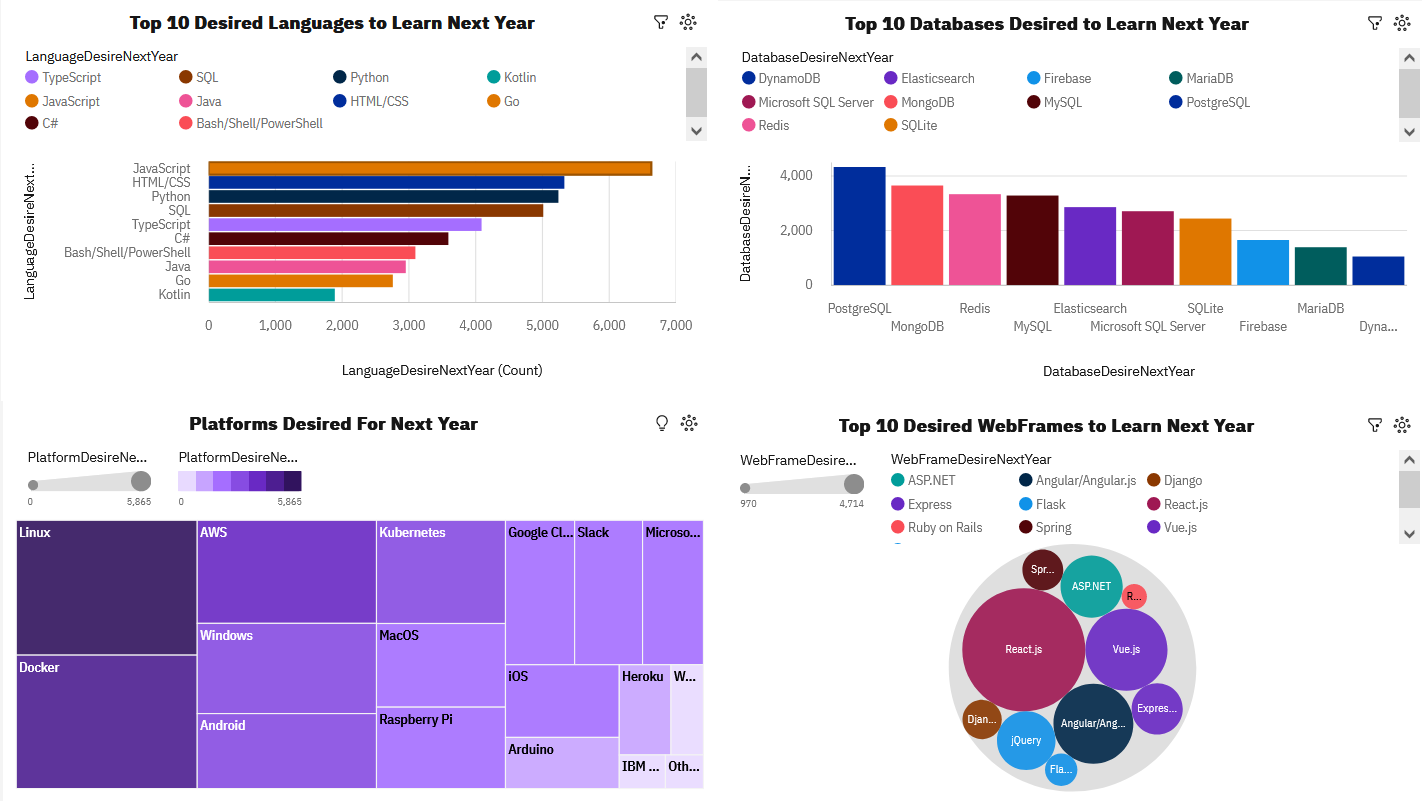 Top 10 Desired Languages to Learn Next Year
LanguageDesireNextYear
TypeScript SQL Python Kotlin
JavaScript Java HTML/CSS Go
C# Bash/Shell/PowerShell
LanguageDesireNext...
JavaScript
HTML/CSS
Python
SQL
TypeScript
C#
Bash/Shell/PowerShell
Java
Go
Kotlin
0 1,000 2,000 3,000 4,000 5,000 6,000 7,000
LanguageDesireNextYear (Count)
Top 10 Databases Desired to Learn Next Year
DatabaseDesireNextYear
DynamoDB Elasticsearch Firebase MariaDB
Microsoft SQL Server MongoDB MySQL PostgreSQL
Redis SQLite
DatabaseDesireN...
4,000
2,000
0
PostgreSQL Redis Elasticsearch SQLite MariaDB
MongoDB MySQL Microsoft SQL Server Firebase Dyna...
DatabaseDesireNextYear
Platforms Desired For Next Year
PlatformDesireNe... PlatformDesireNe...
0 5,865 0 5,865
Linux AWS Kubernetes Google Cl... Slack Microso...
Windows MacOS
Docker iOS Heroku W...
Android Raspberry Pi
Arduino IBM ... Oth...
Top 10 Desired WebFrames to Learn Next Year
WebFrameDesire... WebFrameDesireNextYear
970 4,714
ASP.NET Angular/Angular.js Django
Express Flask React.js
Ruby on Rails Spring Vue.js
Spr... ASP.NET
R...
React.js Vue.js
Expres...
Djan... Angular/Ang...
jQuery
Fla...